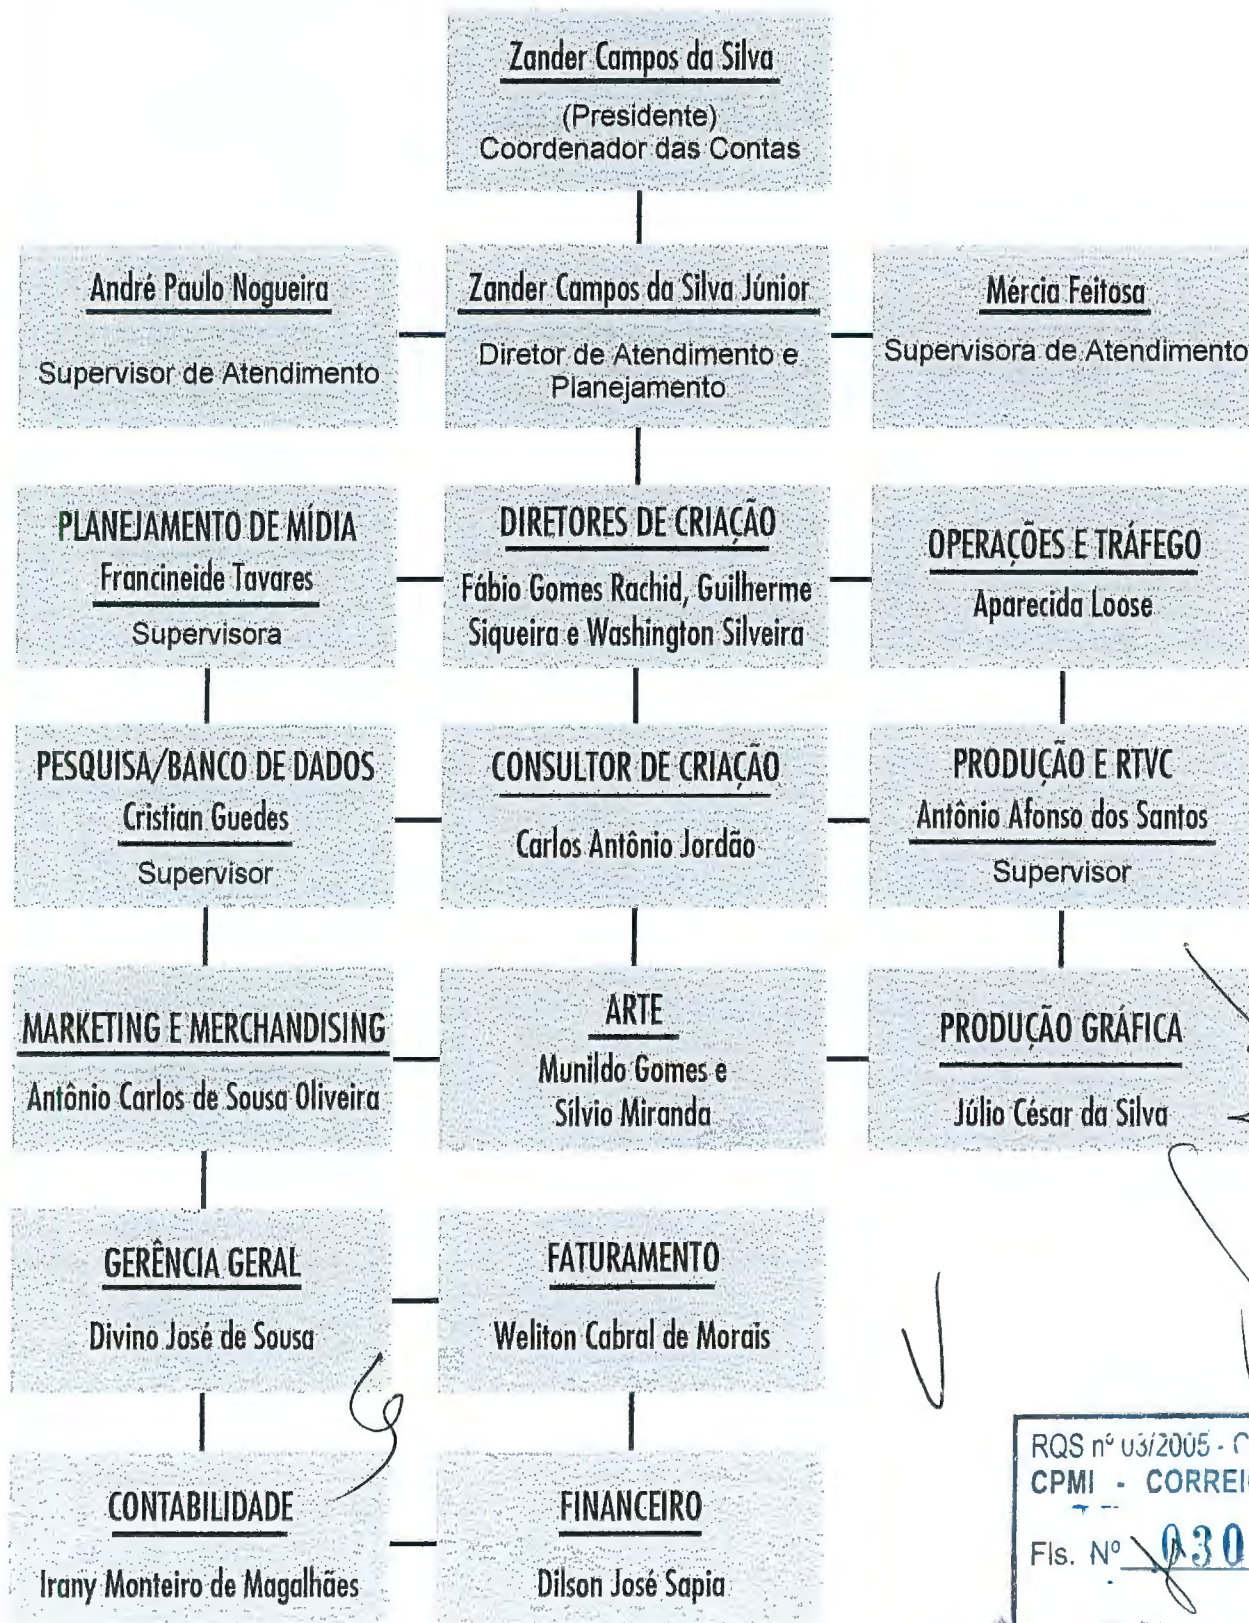 Zander Campos da Silva
(Presidente)
Coordenador das Contas
André Paulo Nogueira
Supervisor de Atendimento
Zander Campos da Silva Júnior
Diretor de Atendimento e
Planejamento
Mércia Feitosa
Supervisora de Atendimento
PLANEJAMENTO DE MÍDIA
Francineide Tavares
Supervisora
DIRETORES DE CRIAÇÃO
Fábio Gomes Rachid, Guilherme
Siqueira e Washington Silveira
OPERAÇÕES E TRÁFEGO
Aparecida Loose
PESQUISA/BANCO DE DADOS
Cristian Guedes
Supervisor
CONSULTOR DE CRIAÇÃO
Carlos Antônio Jordão
PRODUÇÃO E RTVC
Antônio Afonso dos Santos
Supervisor
MARKETING E MERCHANDISING
Antônio Carlos de Sousa Oliveira
ARTE
Munildo Gomes e
Sílvio Miranda
PRODUÇÃO GRÁFICA
Júlio César da Silva
GERÊNCIA GERAL
Divino José de Sousa
FATURAMENTO
Weliton Cabral de Morais
CONTABILIDADE
Irany Monteiro de Magalhães
FINANCEIRO
Dilson José Sapia
RQS nº 03/2005 - C
CPMI - CORREI
Fls. Nº 030